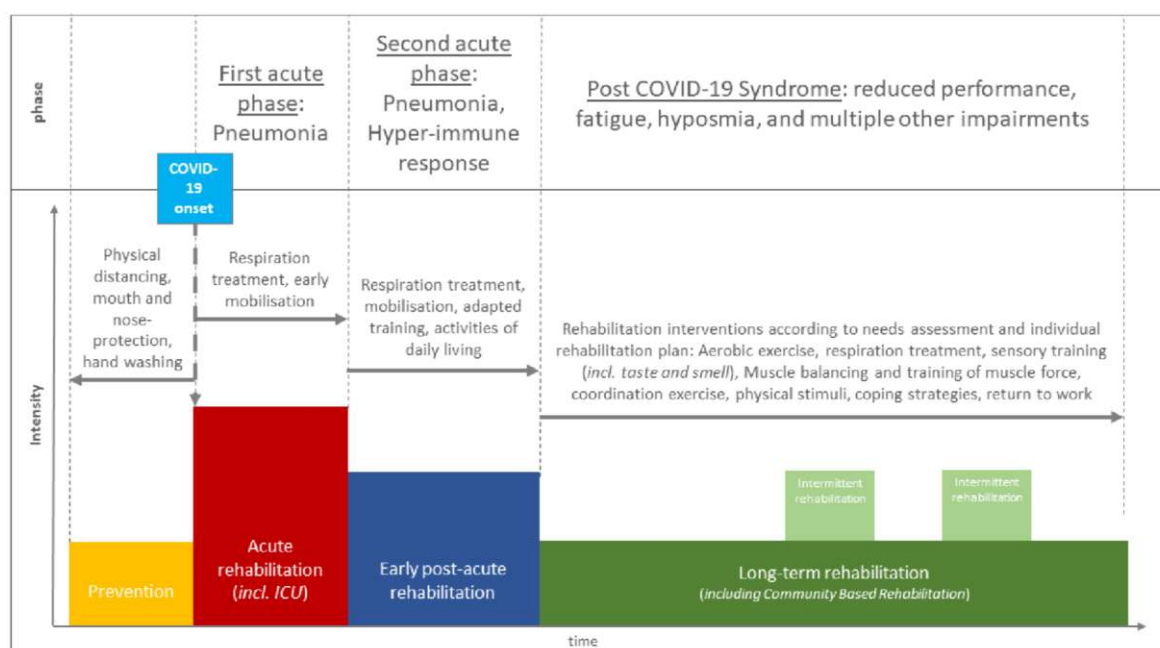 phase
First acute
phase:
Pneumonia
Second acute
phase:
Pneumonia,
Hyper-immune
response
Post COVID-19 Syndrome: reduced performance,
fatigue, hyposmia, and multiple other impairments
COVID-
19
onset
Intensity
Physical
distancing,
mouth and
nose-
protection,
hand washing
Respiration
treatment, early
mobilisation
Respiration treatment,
mobilisation, adapted
training, activities of
daily living
Rehabilitation interventions according to needs assessment and individual
rehabilitation plan: Aerobic exercise, respiration treatment, sensory training
(incl. taste and smell), Muscle balancing and training of muscle force,
coordination exercise, physical stimuli, coping strategies, return to work
Intermittent
rehabilitation
Intermittent
rehabilitation
Prevention
Acute
rehabilitation
(incl. ICU)
Early post-acute
rehabilitation
Long-term rehabilitation
(including Community Based Rehabilitation)
time